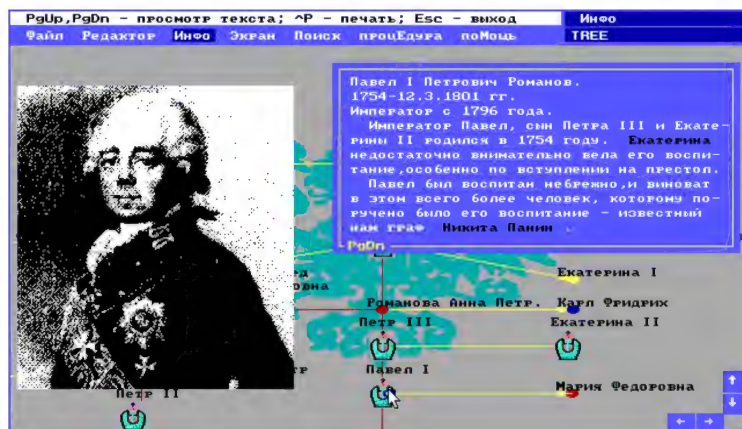 PgUp,PgDn - просмотр текста; ^P - печать; Esc - выход
Инфо
Файл Редактор Инфо Экран Поиск процЕдура поМощь
TREE
Павел I Петрович Романов.
1754-12.3.1801 гг.
Император с 1796 года.
Император Павел, сын Петра III и Екате-
рины II родился в 1754 году. Екатерина
недостаточно внимательно вела его воспи-
тание,особенно по вступлении на престол.
Павел был воспитан небрежно,и виноват
в этом всего более человек, которому по-
ручено было его воспитание - известный
нам граф Никита Панин
PgDn
Екатерина I
овна
Романова Анна Петр. Карл Фридрих
Петр III Екатерина II
тр Павел I
Петр II
Мария Федоровна